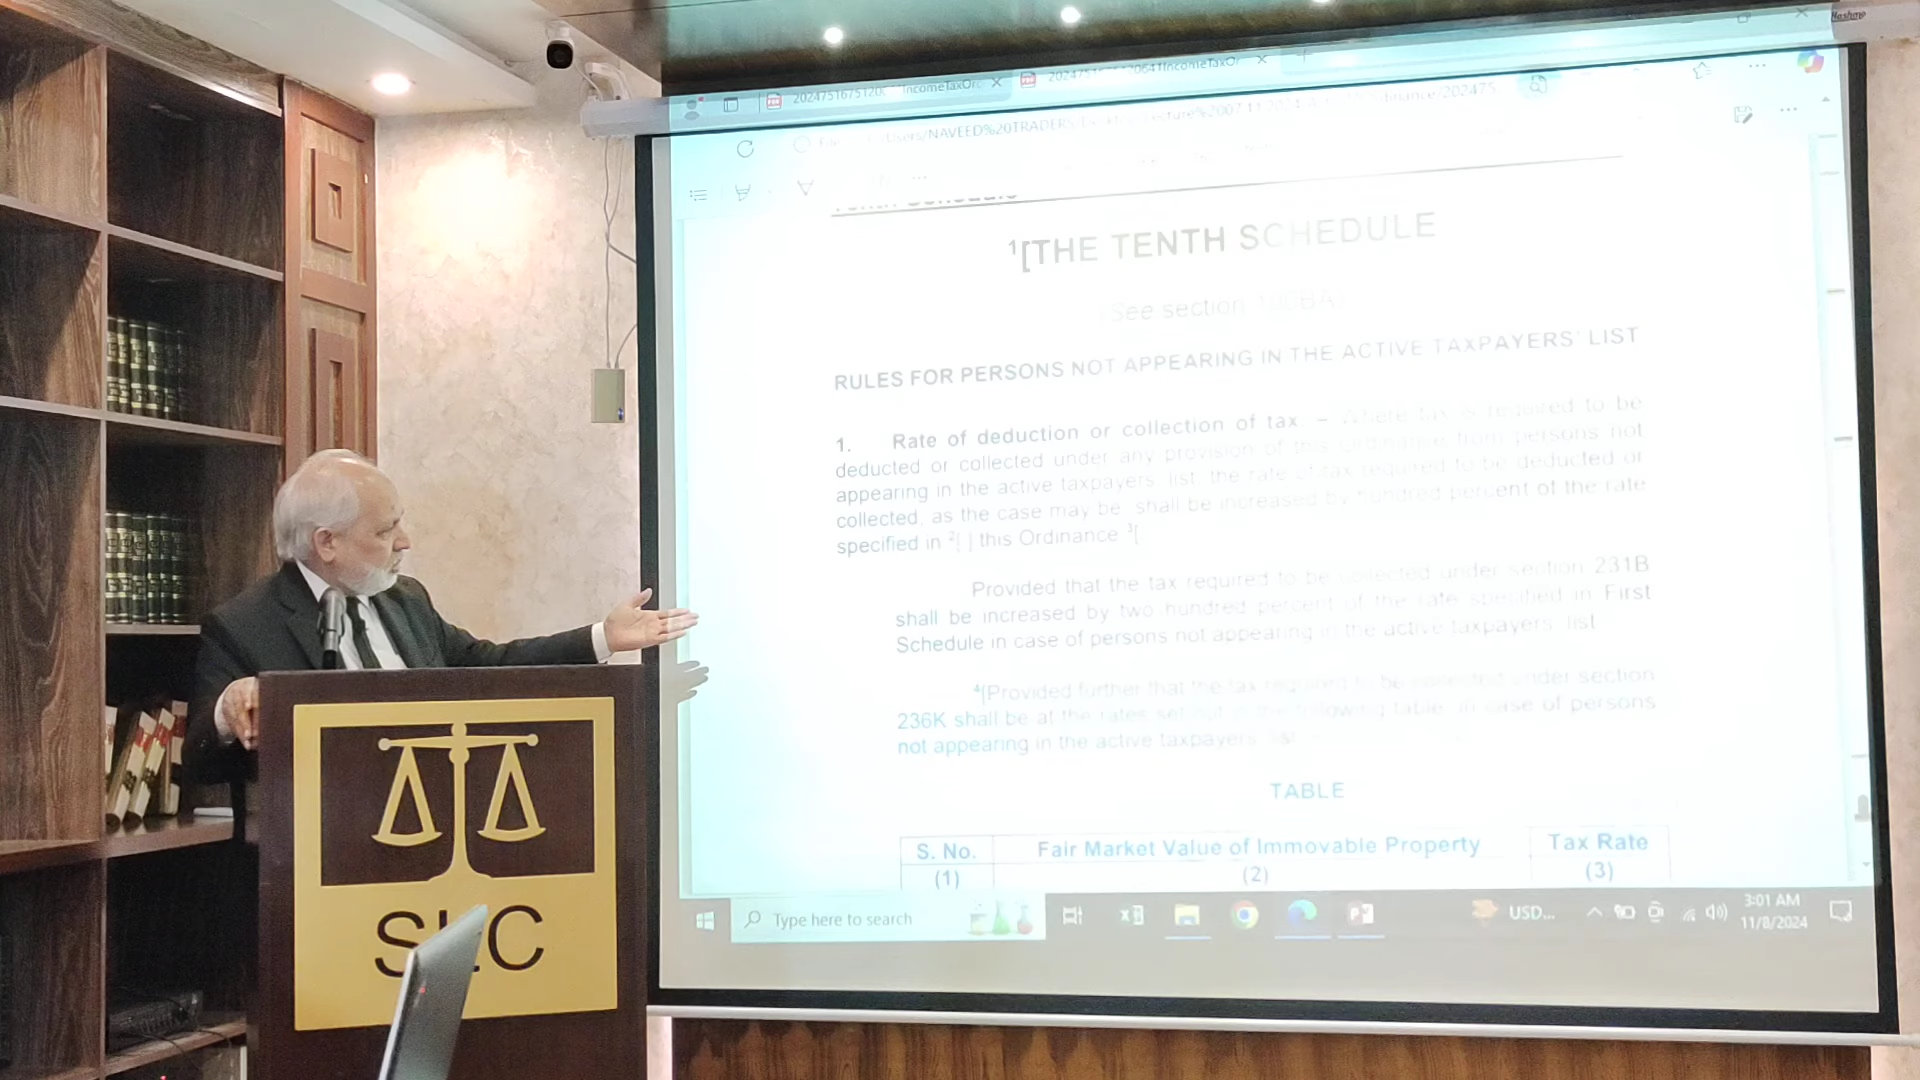 Hashmo
2024751675120
IncomeTaxOr
IncomeTaxOr
Users/NAVEED%20TRADERS/
Tenth Schedule
¹[THE TENTH SCHEDULE
(See section 100BA)
RULES FOR PERSONS NOT APPEARING IN THE ACTIVE TAXPAYERS' LIST
1. Rate of deduction or collection of tax. – Where tax is required to be
deducted or collected under any provision of this Ordinance from persons not
appearing in the active taxpayers' list, the rate of tax required to be deducted or
collected, as the case may be, shall be increased by hundred percent of the rate
specified in ²[ ] this Ordinance ³[:
Provided that the tax required to be collected under section 231B
shall be increased by two hundred percent of the rate specified in First
Schedule in case of persons not appearing in the active taxpayers' list
⁴[Provided further that the tax required to be collected under section
236K shall be at the rates set out in the following table, in case of persons
not appearing in the active taxpayers' list
TABLE
S. No. Fair Market Value of Immovable Property Tax Rate
(1) (2) (3)
Type here to search
USD...
3:01 AM
11/8/2024